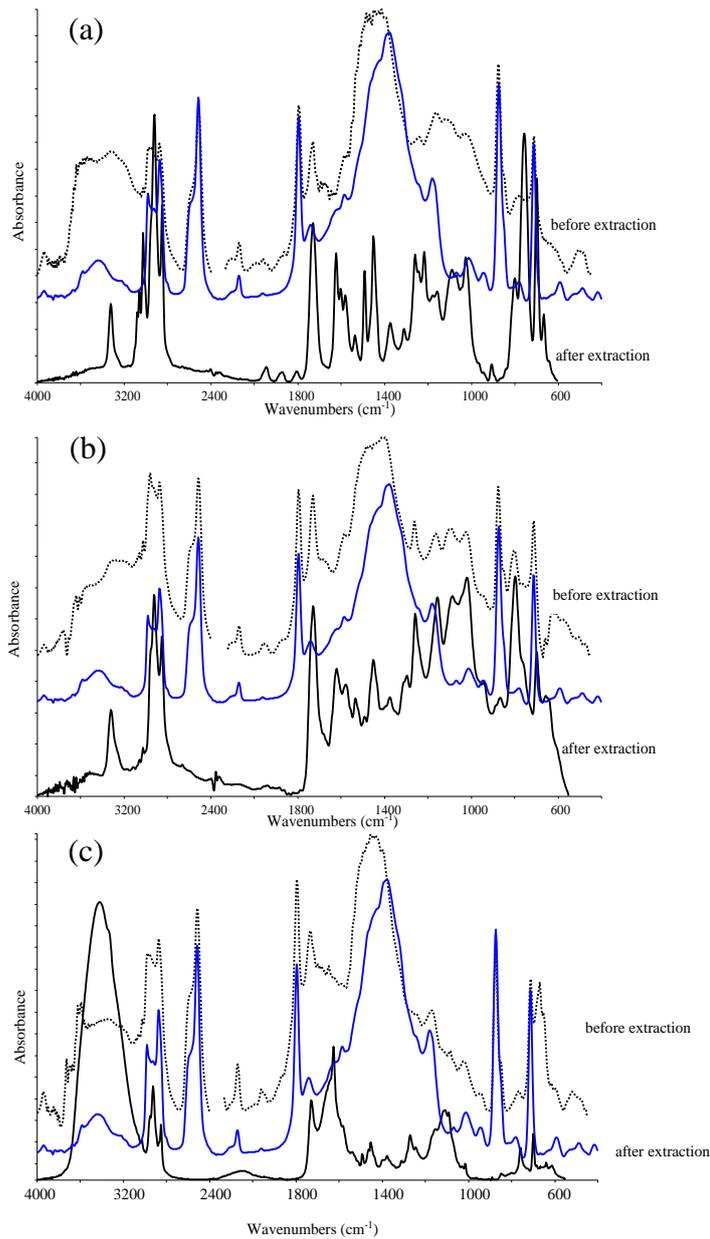 (a)
Absorbance
before extraction
after extraction
4000 3200 2400 1800 1400 1000 600
Wavenumbers (cm-1)
(b)
Absorbance
before extraction
after extraction
4000 3200 2400 1800 1400 1000 600
Wavenumbers (cm-1)
(c)
Absorbance
before extraction
after extraction
4000 3200 2400 1800 1400 1000 600
Wavenumbers (cm-1)